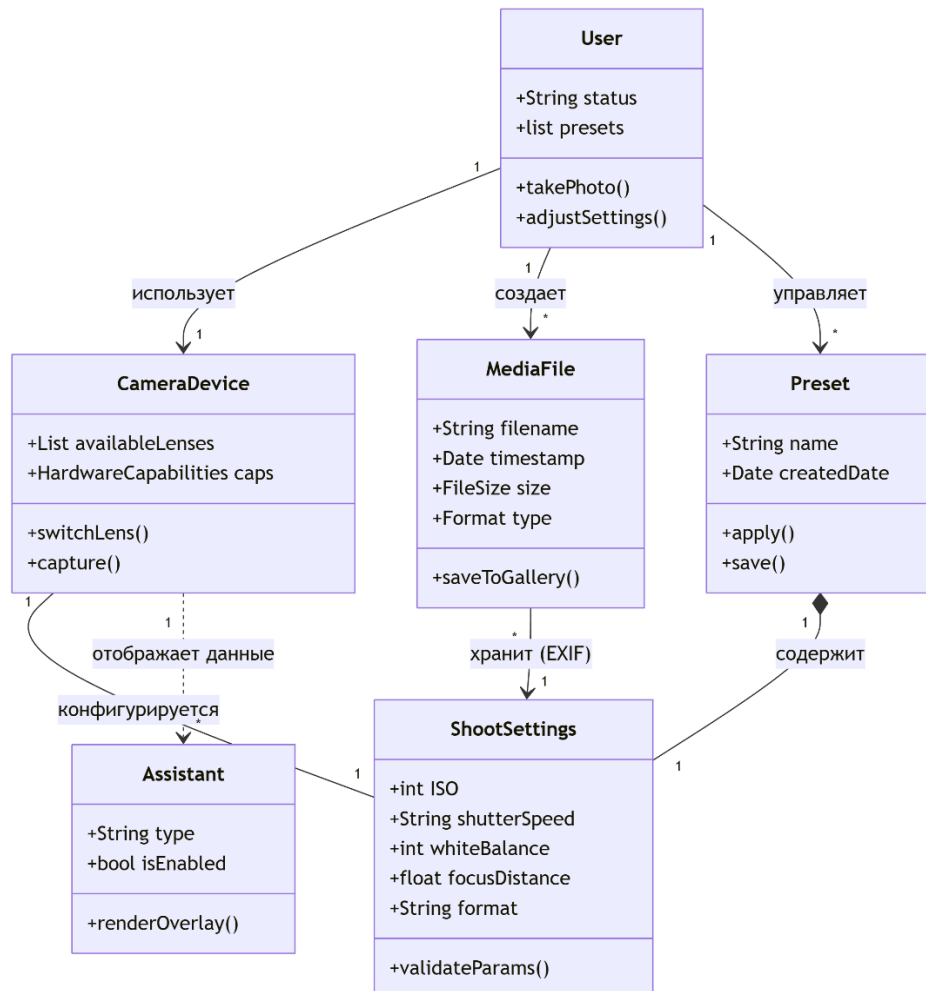 User
+String status
+list presets
+takePhoto()
+adjustSettings()
1
1
1
использует
создает
управляет
1
*
*
CameraDevice
+List availableLenses
+HardwareCapabilities caps
+switchLens()
+capture()
MediaFile
+String filename
+Date timestamp
+FileSize size
+Format type
+saveToGallery()
Preset
+String name
+Date createdDate
+apply()
+save()
1
1
*
1
отображает данные
хранит (EXIF)
содержит
конфигурируется
*
1
1
1
Assistant
+String type
+bool isEnabled
+renderOverlay()
ShootSettings
+int ISO
+String shutterSpeed
+int whiteBalance
+float focusDistance
+String format
+validateParams()